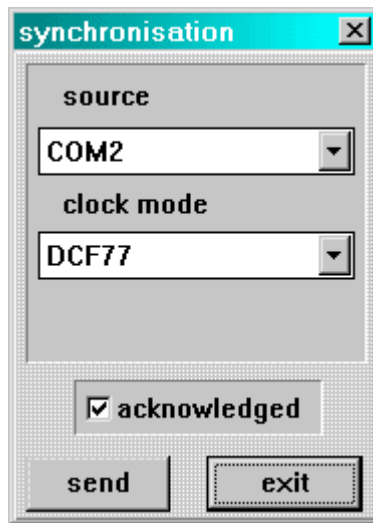 synchronisation
source
COM2
clock mode
DCF77
acknowledged
send exit